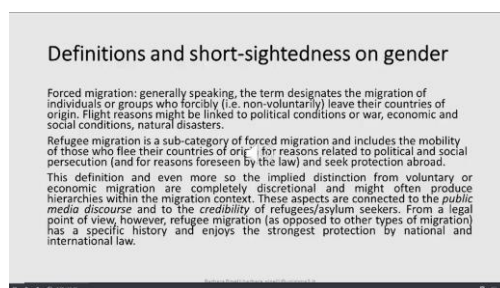 Definitions and short-sightedness on gender
Forced migration: generally speaking, the term designates the migration of
individuals or groups who forcibly (i.e. non-voluntarily) leave their countries of
origin. Flight reasons might be linked to political conditions or war, economic and
social conditions, natural disasters.
Refugee migration is a sub-category of forced migration and includes the mobility
of those who flee their countries of for reasons related to political and social
persecution (and for reasons foreseen by the law) and seek protection abroad.
This definition and even more so the implied distinction from voluntary or
economic migration are completely discretional and might often produce
hierarchies within the migration context. These aspects are connected to the public
media discourse and to the credibility of refugees/asylum seekers. From a legal
point of view, however, refugee migration (as opposed to other types of migration)
has a specific history and enjoys the strongest protection by national and
international law.